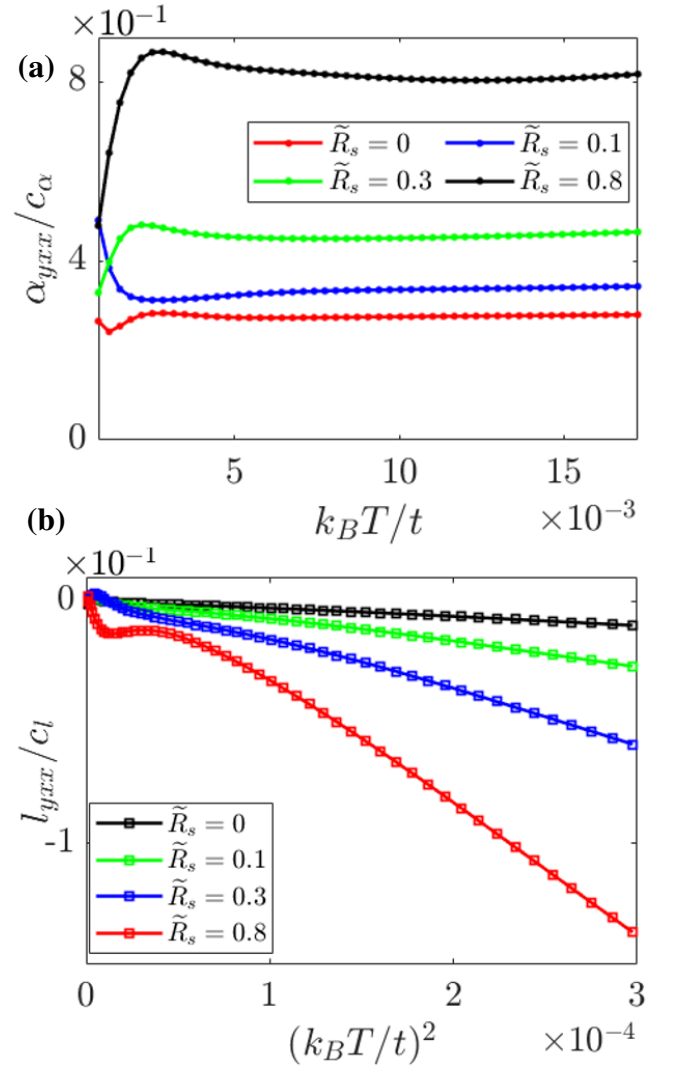 ×10⁻¹
(a)
8
4
0
α_yxx/c_α
R̃_s = 0
R̃_s = 0.1
R̃_s = 0.3
R̃_s = 0.8
5
10
15
k_BT/t
×10⁻³
(b)
×10⁻¹
0
-1
l_yxx/c_l
R̃_s = 0
R̃_s = 0.1
R̃_s = 0.3
R̃_s = 0.8
0
1
2
3
(k_BT/t)²
×10⁻⁴